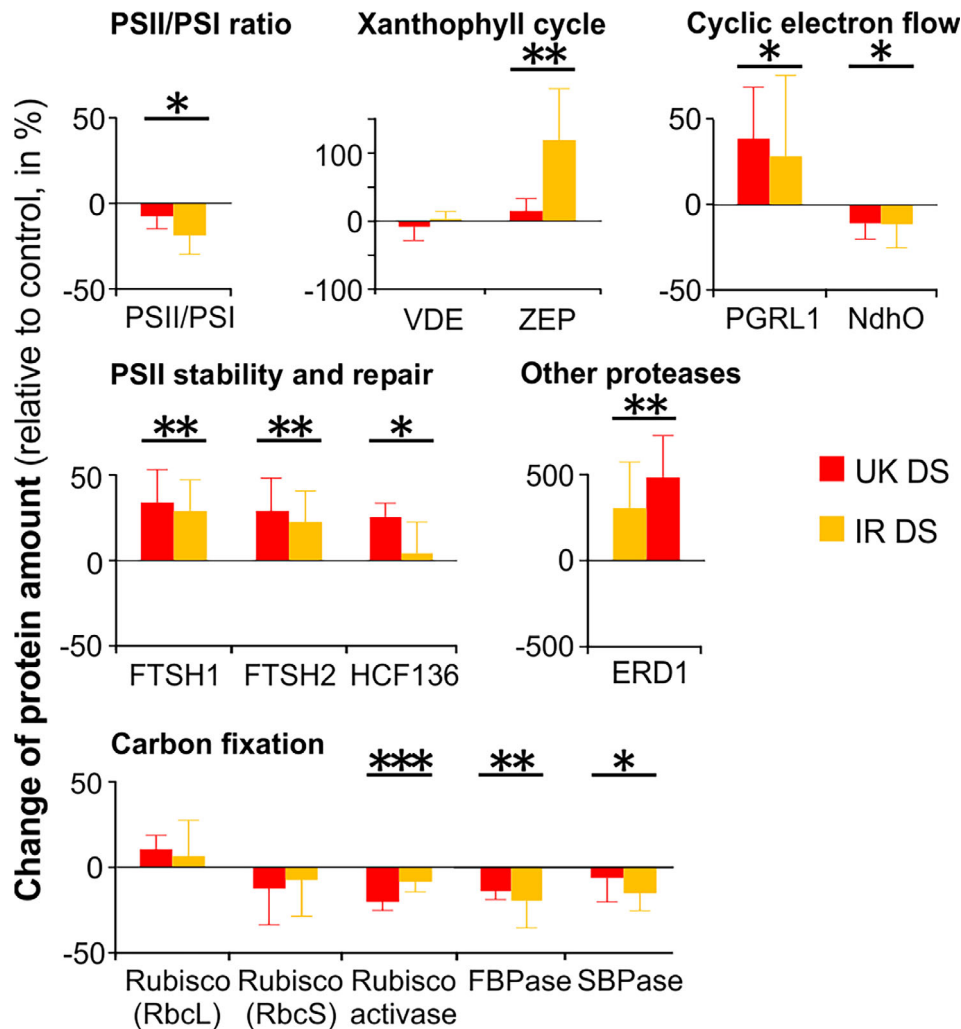 PSII/PSI ratio
Xanthophyll cycle
Cyclic electron flow
Change of protein amount (relative to control, in %)
*
**
*
*
50
0
-50
PSII/PSI
100
0
-100
VDE
ZEP
50
0
-50
PGRL1
NdhO
PSII stability and repair
Other proteases
**
**
*
**
50
0
-50
FTSH1
FTSH2
HCF136
500
0
-500
ERD1
UK DS
IR DS
Carbon fixation
***
**
*
50
0
-50
Rubisco
(RbcL)
Rubisco
(RbcS)
Rubisco
activase
FBPase
SBPase